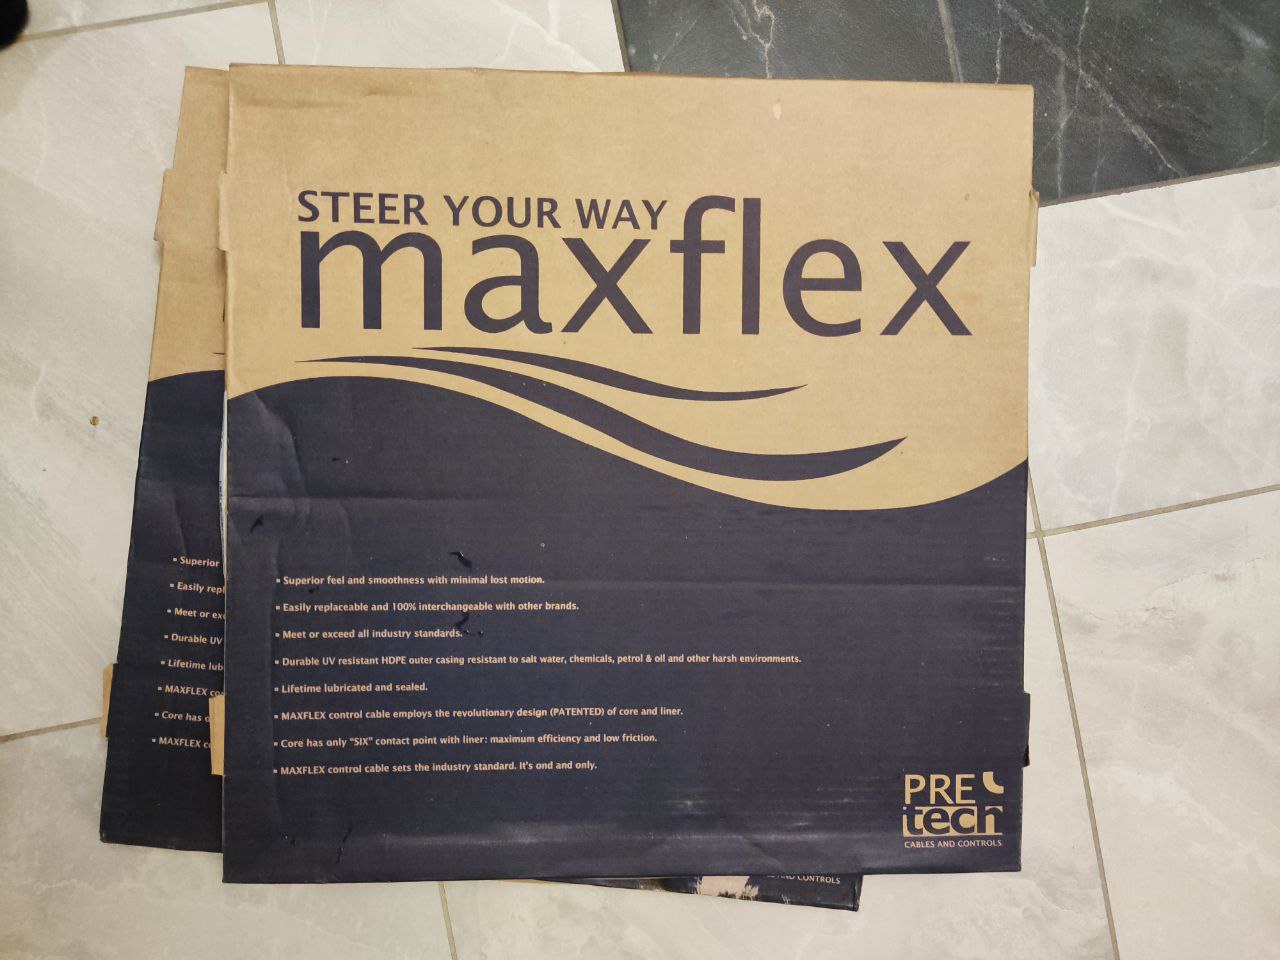 STEER YOUR WAY
maxflex
▪ Superior feel and smoothness with minimal lost motion.
▪ Easily replaceable and 100% interchangeable with other brands.
▪ Meet or exceed all industry standards.
▪ Durable UV resistant HDPE outer casing resistant to salt water, chemicals, petrol & oil and other harsh environments.
▪ Lifetime lubricated and sealed.
▪ MAXFLEX control cable employs the revolutionary design (PATENTED) of core and liner.
▪ Core has only “SIX” contact point with liner: maximum efficiency and low friction.
▪ MAXFLEX control cable sets the industry standard. It's ond and only.
PRE
tech
CABLES AND CONTROLS
▪ Superior
▪ Easily
▪ Meet or
▪ Durable UV
▪ Lifetime
▪ MAXFLEX
▪ Core has
▪ MAXFLEX
AND CONTROLS